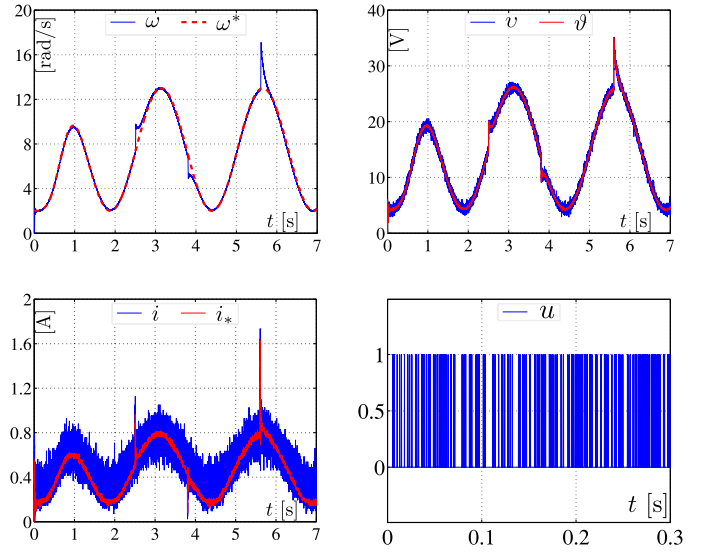 [rad/s]
ω ω*
20
16
12
8
4
0
0 1 2 3 4 5 6 7
t [s]
[V]
υ ϑ
40
30
20
10
0
0 1 2 3 4 5 6 7
t [s]
[A]
i i*
2
1.6
1.2
0.8
0.4
0
0 1 2 3 4 5 6 7
t [s]
u
1
0.5
0
0 0.1 0.2 0.3
t [s]